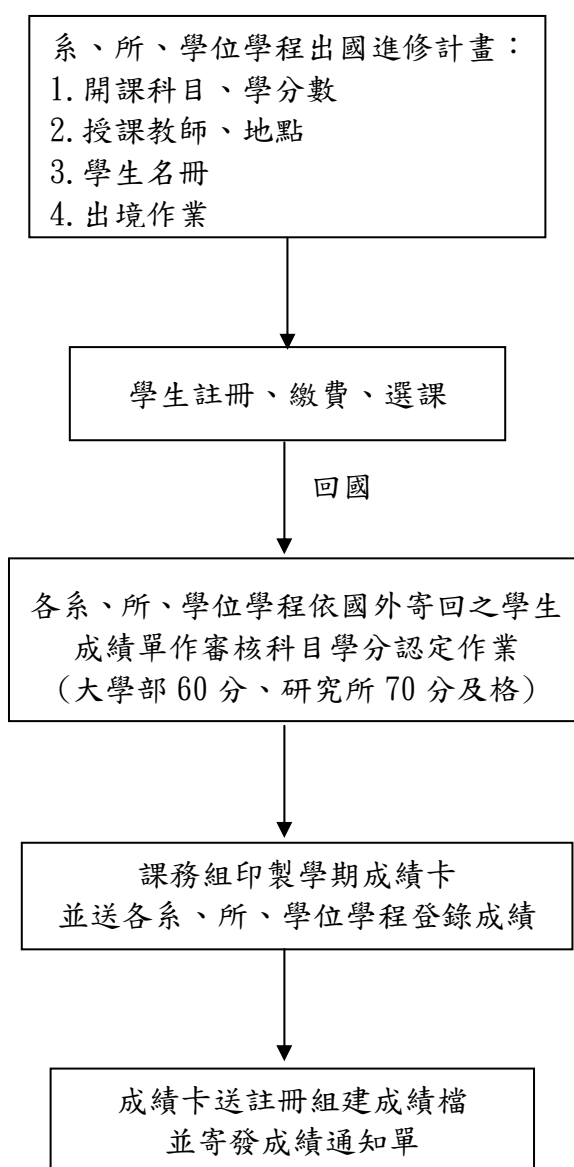 系、所、學位學程出國進修計畫：
1.開課科目、學分數
2.授課教師、地點
3.學生名冊
4.出境作業
學生註冊、繳費、選課
回國
各系、所、學位學程依國外寄回之學生
成績單作審核科目學分認定作業
(大學部 60 分、研究所 70 分及格)
課務組印製學期成績卡
並送各系、所、學位學程登錄成績
成績卡送註冊組建成績檔
並寄發成績通知單